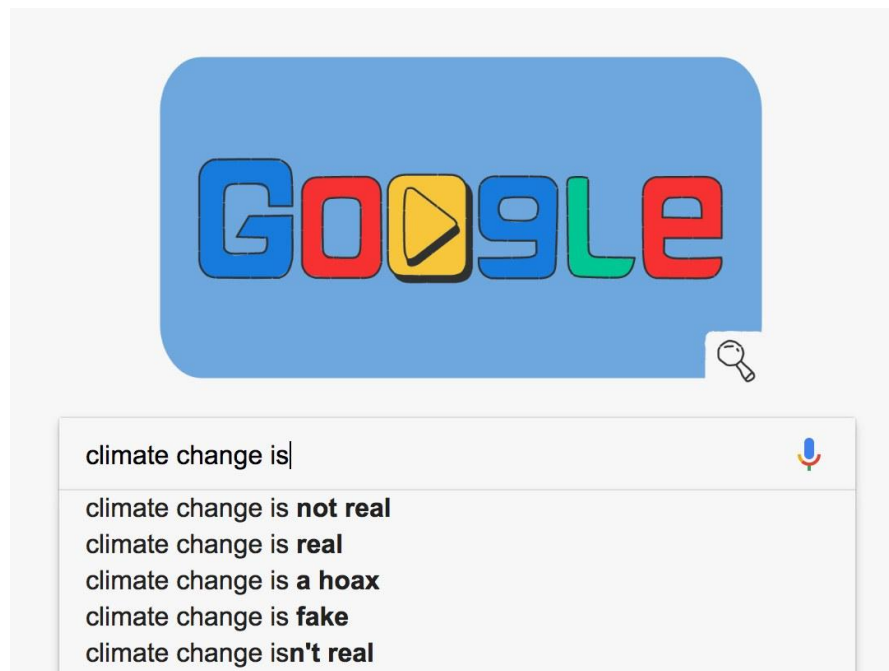 Google
climate change is
climate change is not real
climate change is real
climate change is a hoax
climate change is fake
climate change isn't real